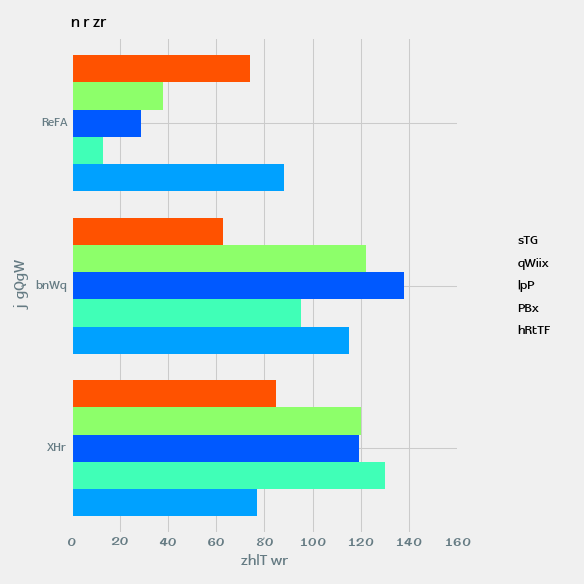 n r zr
ReFA
bnWq
XHr
j gQgW
0 20 40 60 80 100 120 140 160
zhlT wr
sTG
qWiix
lpP
PBx
hRtTF